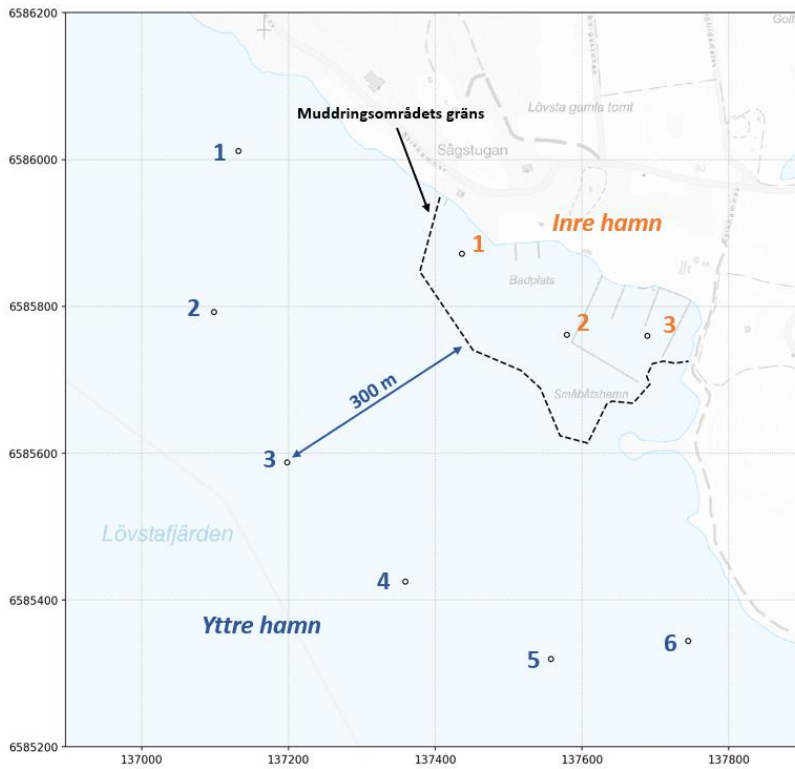 6586200
Lövsta gamla tomt
Muddringsområdets gräns
Sågstugan
6586000
1
Inre hamn
1
Badplats
6585800
2
2
3
300 m
Småbåtshamn
6585600
3
Lövstafjärden
4
6585400
Yttre hamn
5
6
6585200
137000
137200
137400
137600
137800